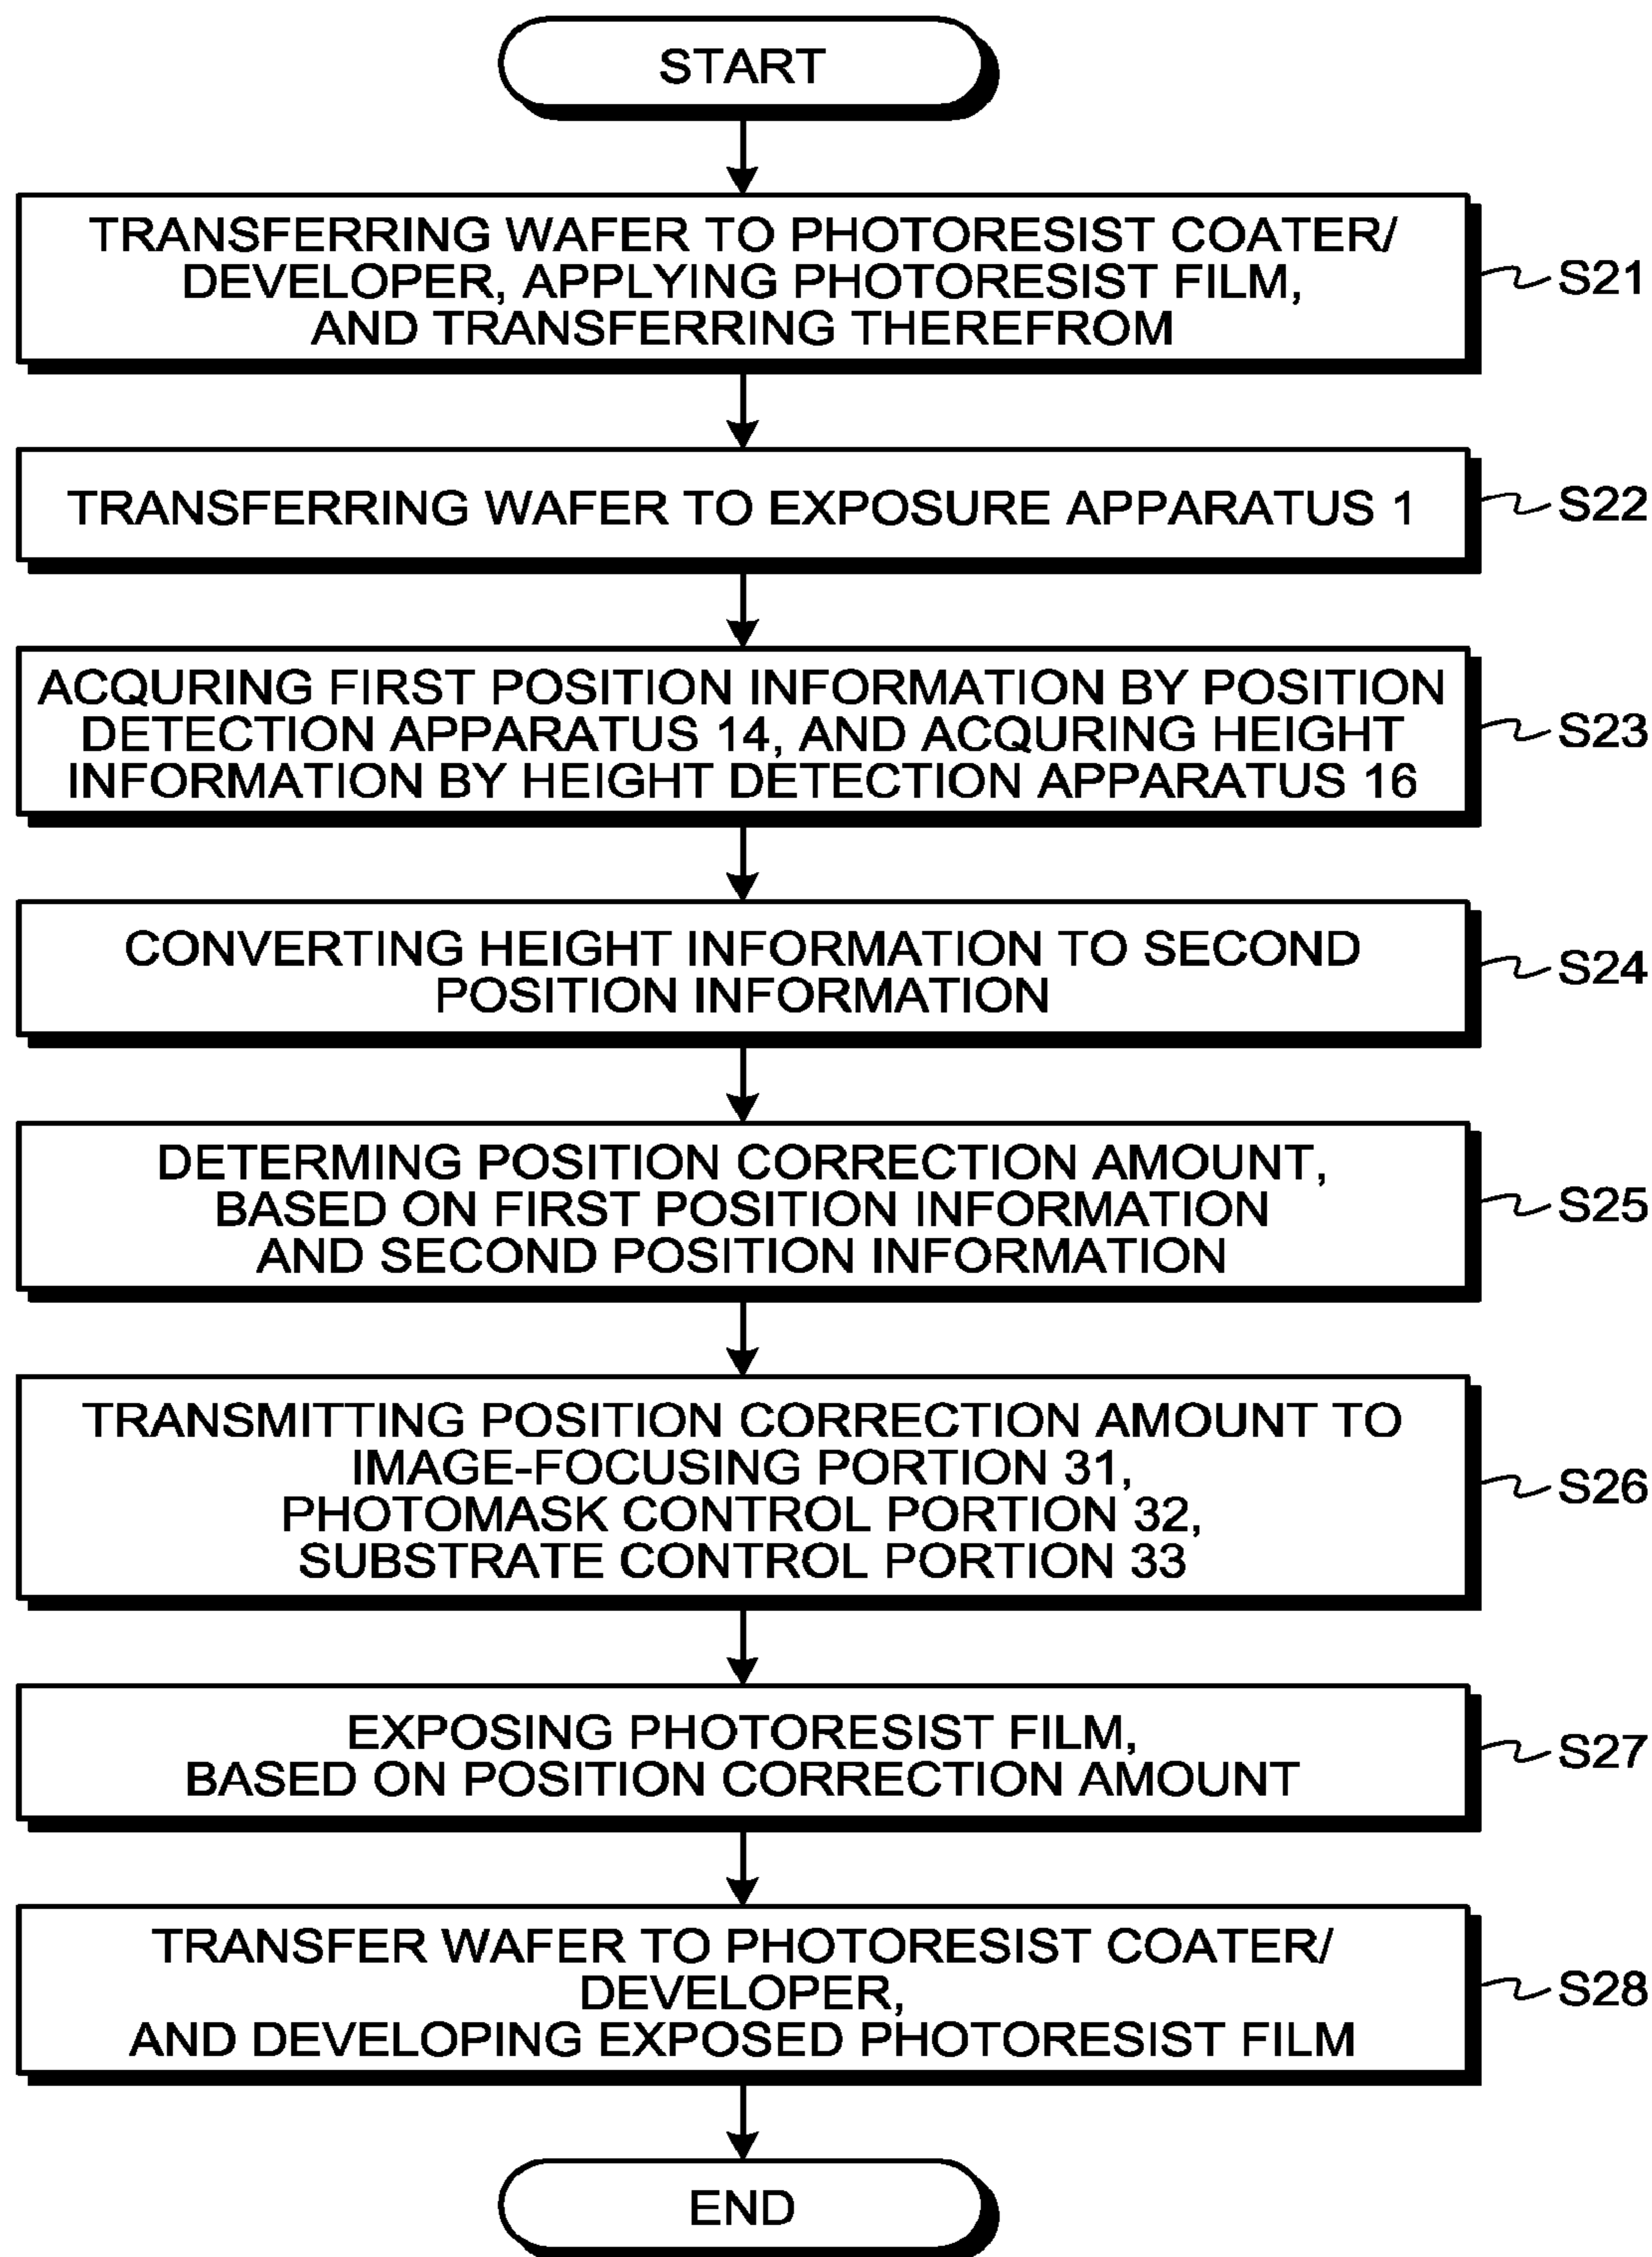 START
TRANSFERRING WAFER TO PHOTORESIST COATER/
DEVELOPER, APPLYING PHOTORESIST FILM,
AND TRANSFERRING THEREFROM
S21
TRANSFERRING WAFER TO EXPOSURE APPARATUS 1
S22
ACQURING FIRST POSITION INFORMATION BY POSITION
DETECTION APPARATUS 14, AND ACQURING HEIGHT
INFORMATION BY HEIGHT DETECTION APPARATUS 16
S23
CONVERTING HEIGHT INFORMATION TO SECOND
POSITION INFORMATION
S24
DETERMING POSITION CORRECTION AMOUNT,
BASED ON FIRST POSITION INFORMATION
AND SECOND POSITION INFORMATION
S25
TRANSMITTING POSITION CORRECTION AMOUNT TO
IMAGE-FOCUSING PORTION 31,
PHOTOMASK CONTROL PORTION 32,
SUBSTRATE CONTROL PORTION 33
S26
EXPOSING PHOTORESIST FILM,
BASED ON POSITION CORRECTION AMOUNT
S27
TRANSFER WAFER TO PHOTORESIST COATER/
DEVELOPER,
AND DEVELOPING EXPOSED PHOTORESIST FILM
S28
END